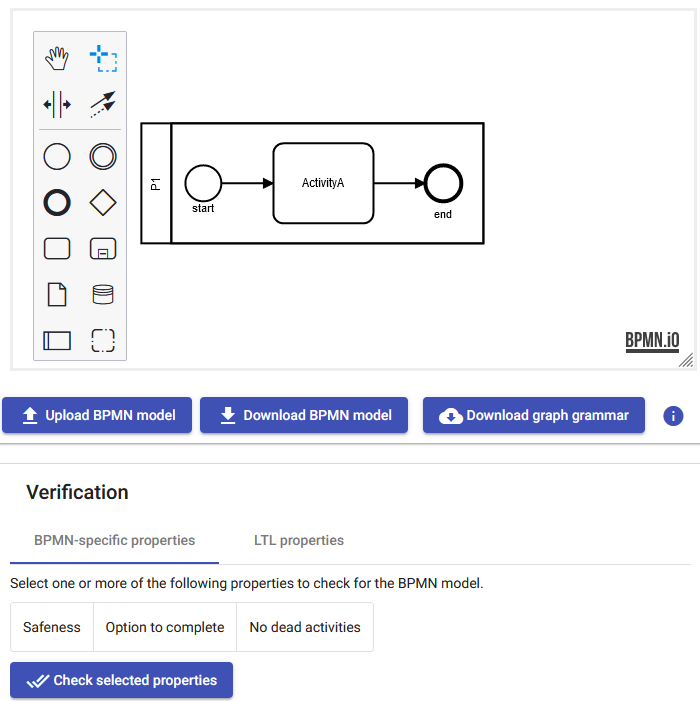 P1
start
ActivityA
end
BPMN.iO
Upload BPMN model
Download BPMN model
Download graph grammar
i
Verification
BPMN-specific properties
LTL properties
Select one or more of the following properties to check for the BPMN model.
Safeness
Option to complete
No dead activities
Check selected properties